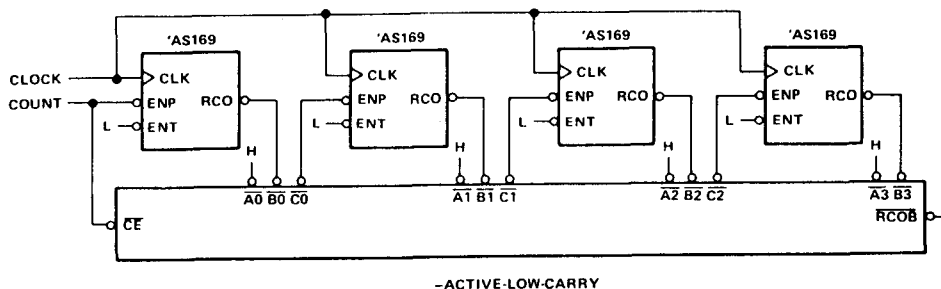 'AS169 'AS169 'AS169 'AS169
CLOCK CLK CLK CLK CLK
COUNT ENP RCO ENP RCO ENP RCO ENP RCO
ENT L ENT L ENT L ENT
L
H H H H
A0 B0 C0 A1 B1 C1 A2 B2 C2 A3 B3
CE RCOB
–ACTIVE-LOW-CARRY